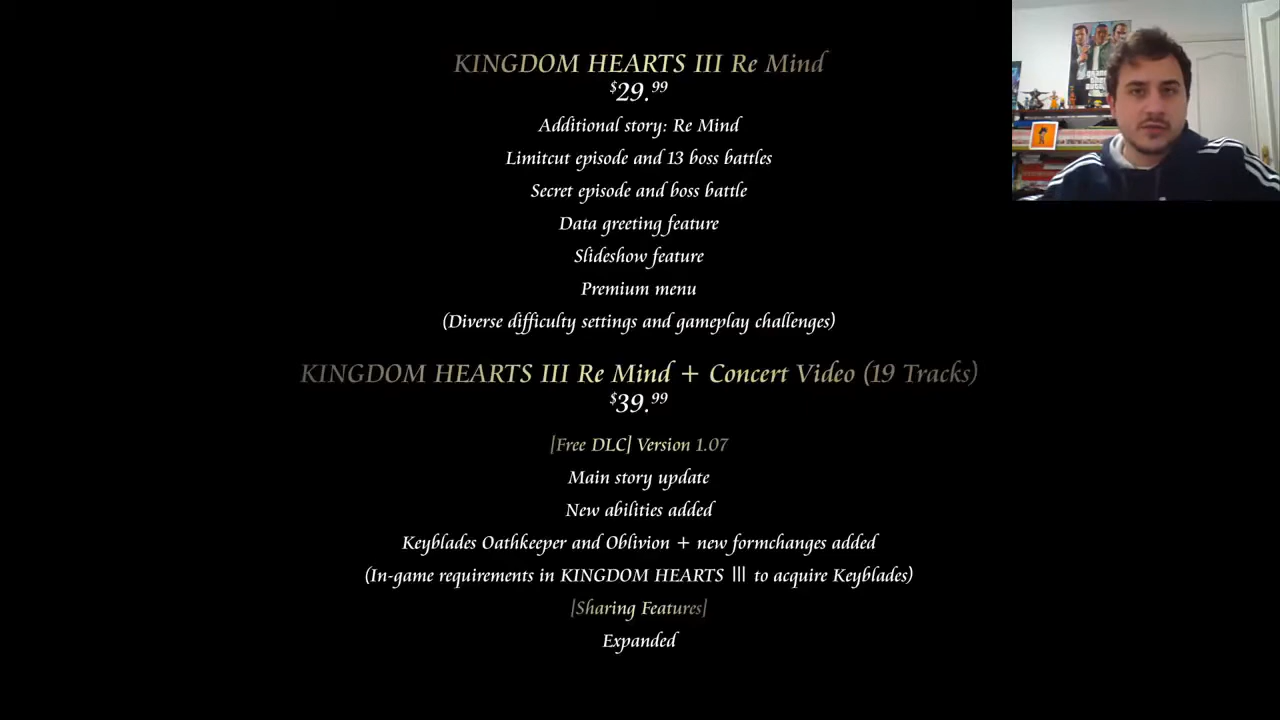 KINGDOM HEARTS III Re Mind
$29.99
Additional story: Re Mind
Limitcut episode and 13 boss battles
Secret episode and boss battle
Data greeting feature
Slideshow feature
Premium menu
(Diverse difficulty settings and gameplay challenges)
KINGDOM HEARTS III Re Mind + Concert Video (19 Tracks)
$39.99
[Free DLC] Version 1.07
Main story update
New abilities added
Keyblades Oathkeeper and Oblivion + new formchanges added
(In-game requirements in KINGDOM HEARTS III to acquire Keyblades)
[Sharing Features]
Expanded